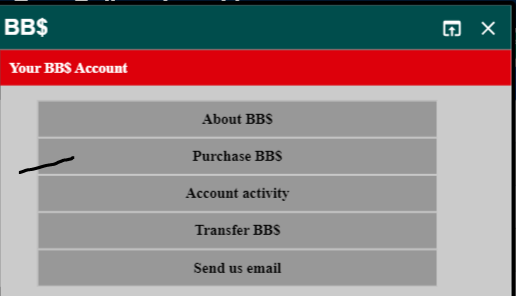 BB$
Your BB$ Account
About BB$
Purchase BB$
Account activity
Transfer BB$
Send us email